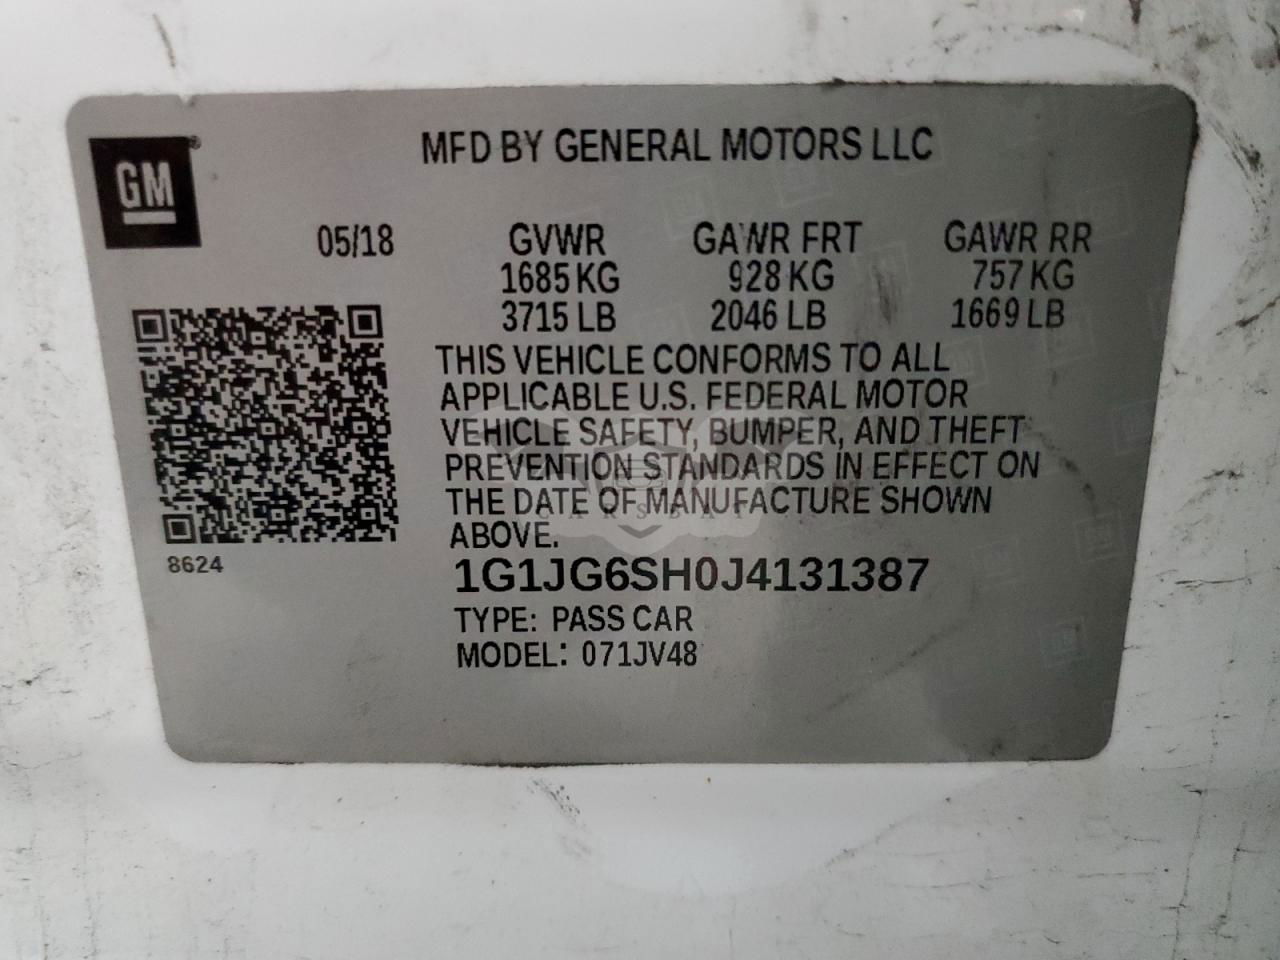 GM
MFD BY GENERAL MOTORS LLC
05/18 GVWR GAWR FRT GAWR RR
1685 KG 928 KG 757 KG
3715 LB 2046 LB 1669 LB
THIS VEHICLE CONFORMS TO ALL
APPLICABLE U.S. FEDERAL MOTOR
VEHICLE SAFETY, BUMPER, AND THEFT
PREVENTION STANDARDS IN EFFECT ON
THE DATE OF MANUFACTURE SHOWN
ABOVE.
8624
1G1JG6SH0J4131387
TYPE: PASS CAR
MODEL: 071JV48